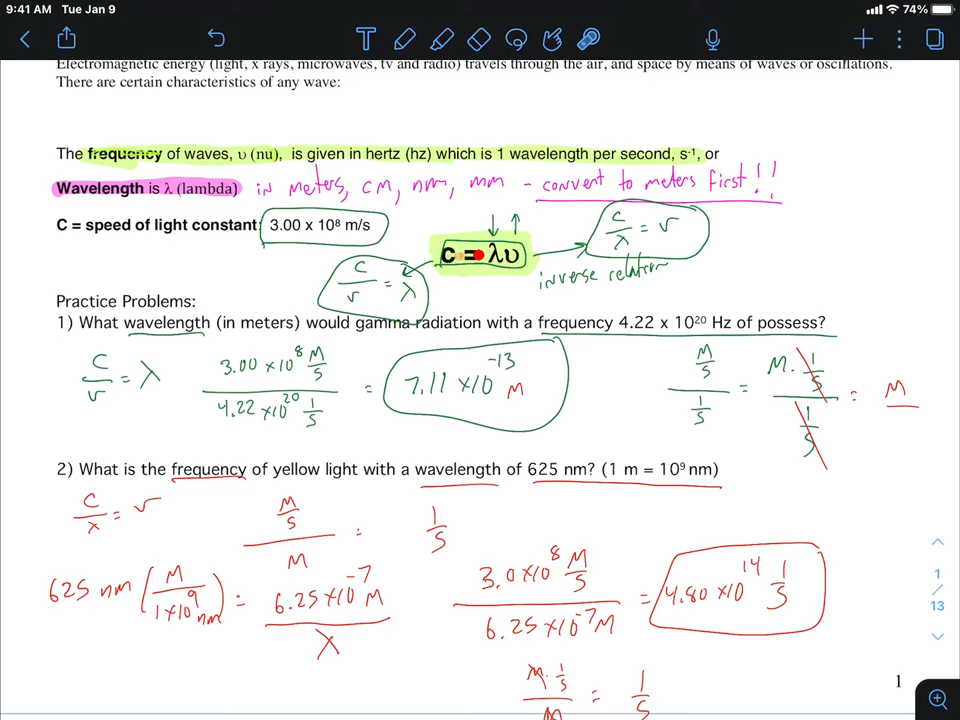 9:41 AM Tue Jan 9
74%
Electromagnetic energy (light, x rays, microwaves, tv and radio) travels through the air, and space by means of waves or oscillations.
There are certain characteristics of any wave:
The frequency of waves, υ (nu), is given in hertz (hz) which is 1 wavelength per second, s⁻¹, or
Wavelength is λ (lambda) in meters, cm, nm, mm - convert to meters first!!
C = speed of light constant: 3.00 x 10⁸ m/s
↓ ↑
c = λυ
c/λ = ν
c/ν = λ
inverse relation
Practice Problems:
1) What wavelength (in meters) would gamma radiation with a frequency 4.22 x 10²⁰ Hz of possess?
c/ν = λ
3.00 x 10⁸ m/s / 4.22 x 10²⁰ 1/s = 7.11 x 10⁻¹³ m
m/s / 1/s = m · 1/s / 1/s = m
2) What is the frequency of yellow light with a wavelength of 625 nm? (1 m = 10⁹ nm)
c/λ = ν
m/s / m = 1/s
625 nm (m / 1 x 10⁹ nm) = 6.25 x 10⁻⁷ m
λ
3.0 x 10⁸ m/s / 6.25 x 10⁻⁷ m = 4.80 x 10¹⁴ 1/s
m · 1/s / m = 1/s
1
1 / 13